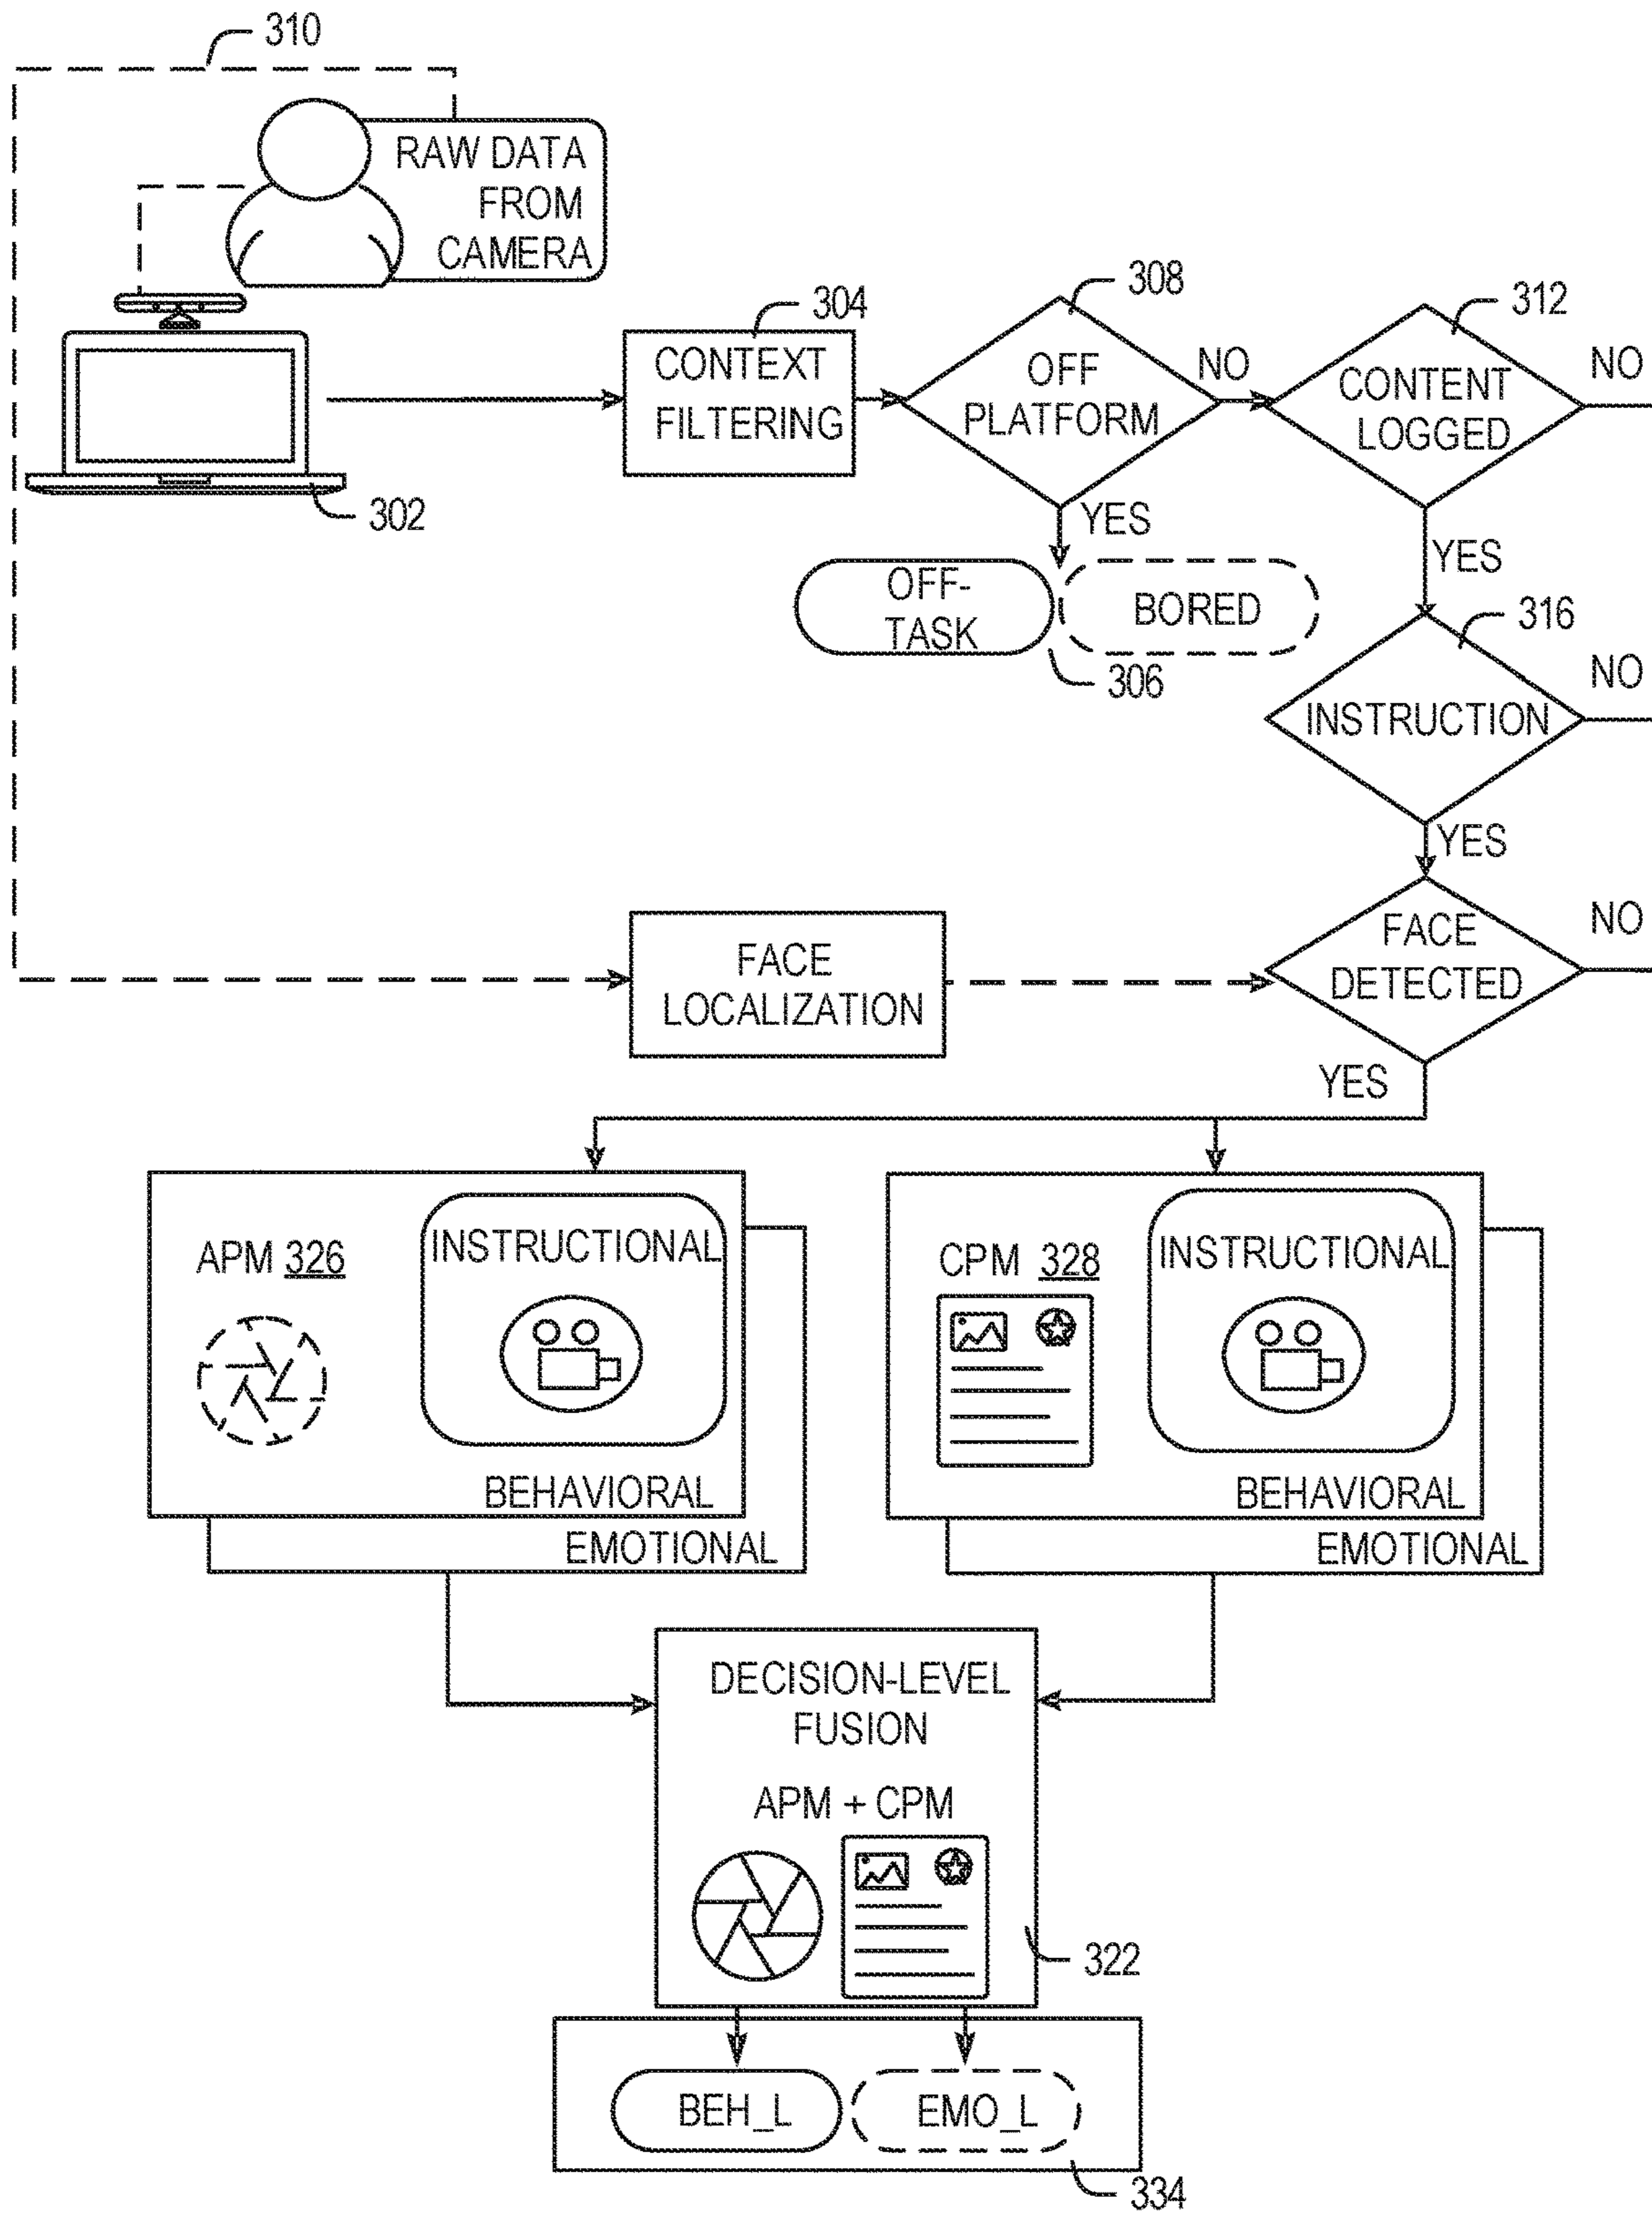 310
RAW DATA
FROM
CAMERA
302
304
CONTEXT
FILTERING
308
OFF
PLATFORM
NO
YES
312
CONTENT
LOGGED
NO
YES
OFF-
TASK
BORED
306
316
INSTRUCTION
NO
YES
FACE
LOCALIZATION
FACE
DETECTED
NO
YES
APM 326
INSTRUCTIONAL
BEHAVIORAL
EMOTIONAL
CPM 328
INSTRUCTIONAL
BEHAVIORAL
EMOTIONAL
DECISION-LEVEL
FUSION
APM + CPM
322
BEH_L
EMO_L
334